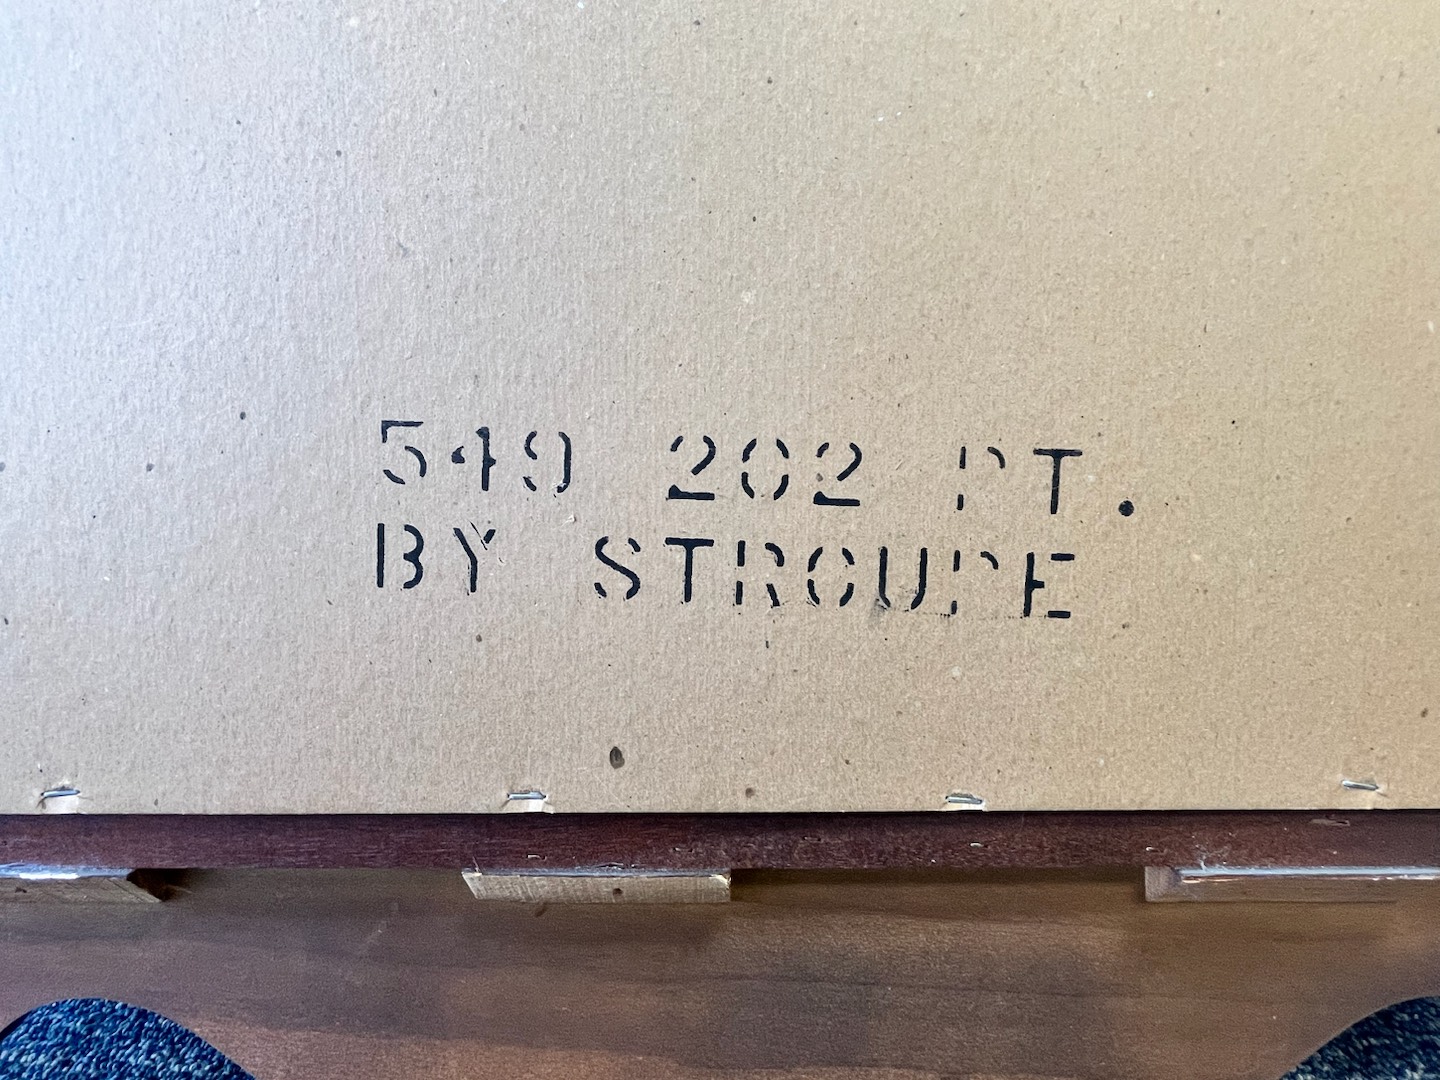 549 202 PT.
BY STROUPE